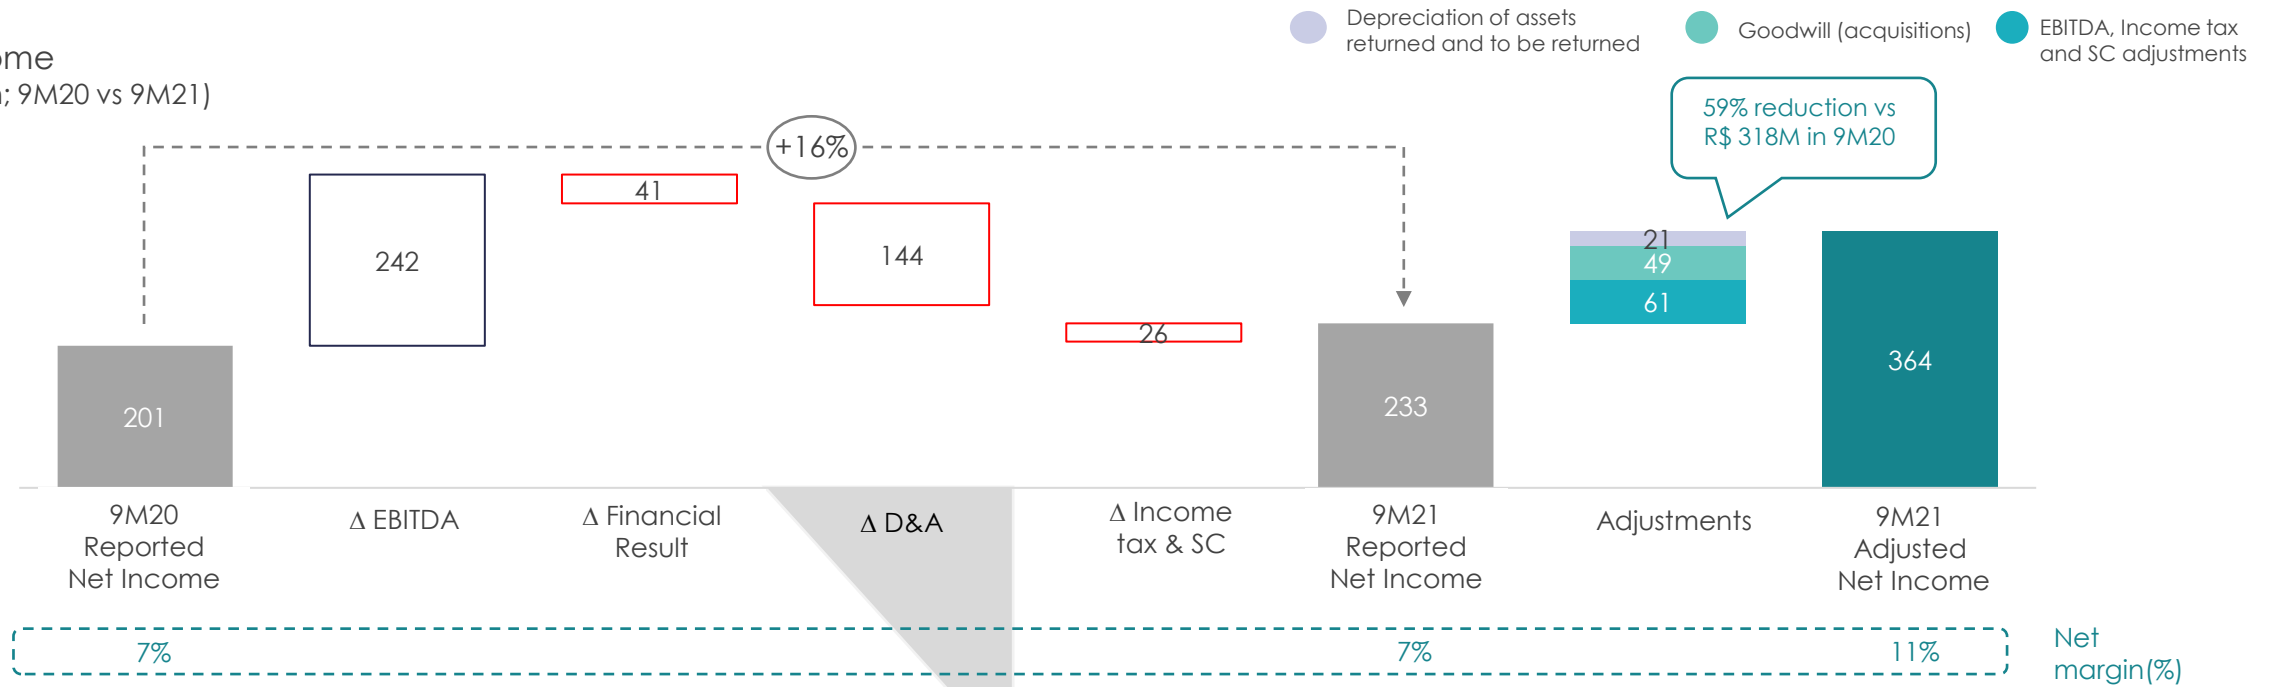 Depreciation of assets
returned and to be returned
Goodwill (acquisitions)
EBITDA, Income tax
and SC adjustments
; 9M20 vs 9M21)
59% reduction vs
R$ 318M in 9M20
+16%
201
242
41
144
26
233
21
49
61
364
9M20
Reported
Net Income
Δ EBITDA
Δ Financial
Result
Δ D&A
Δ Income
tax & SC
9M21
Reported
Net Income
Adjustments
9M21
Adjusted
Net Income
7%
7%
11%
Net
margin(%)